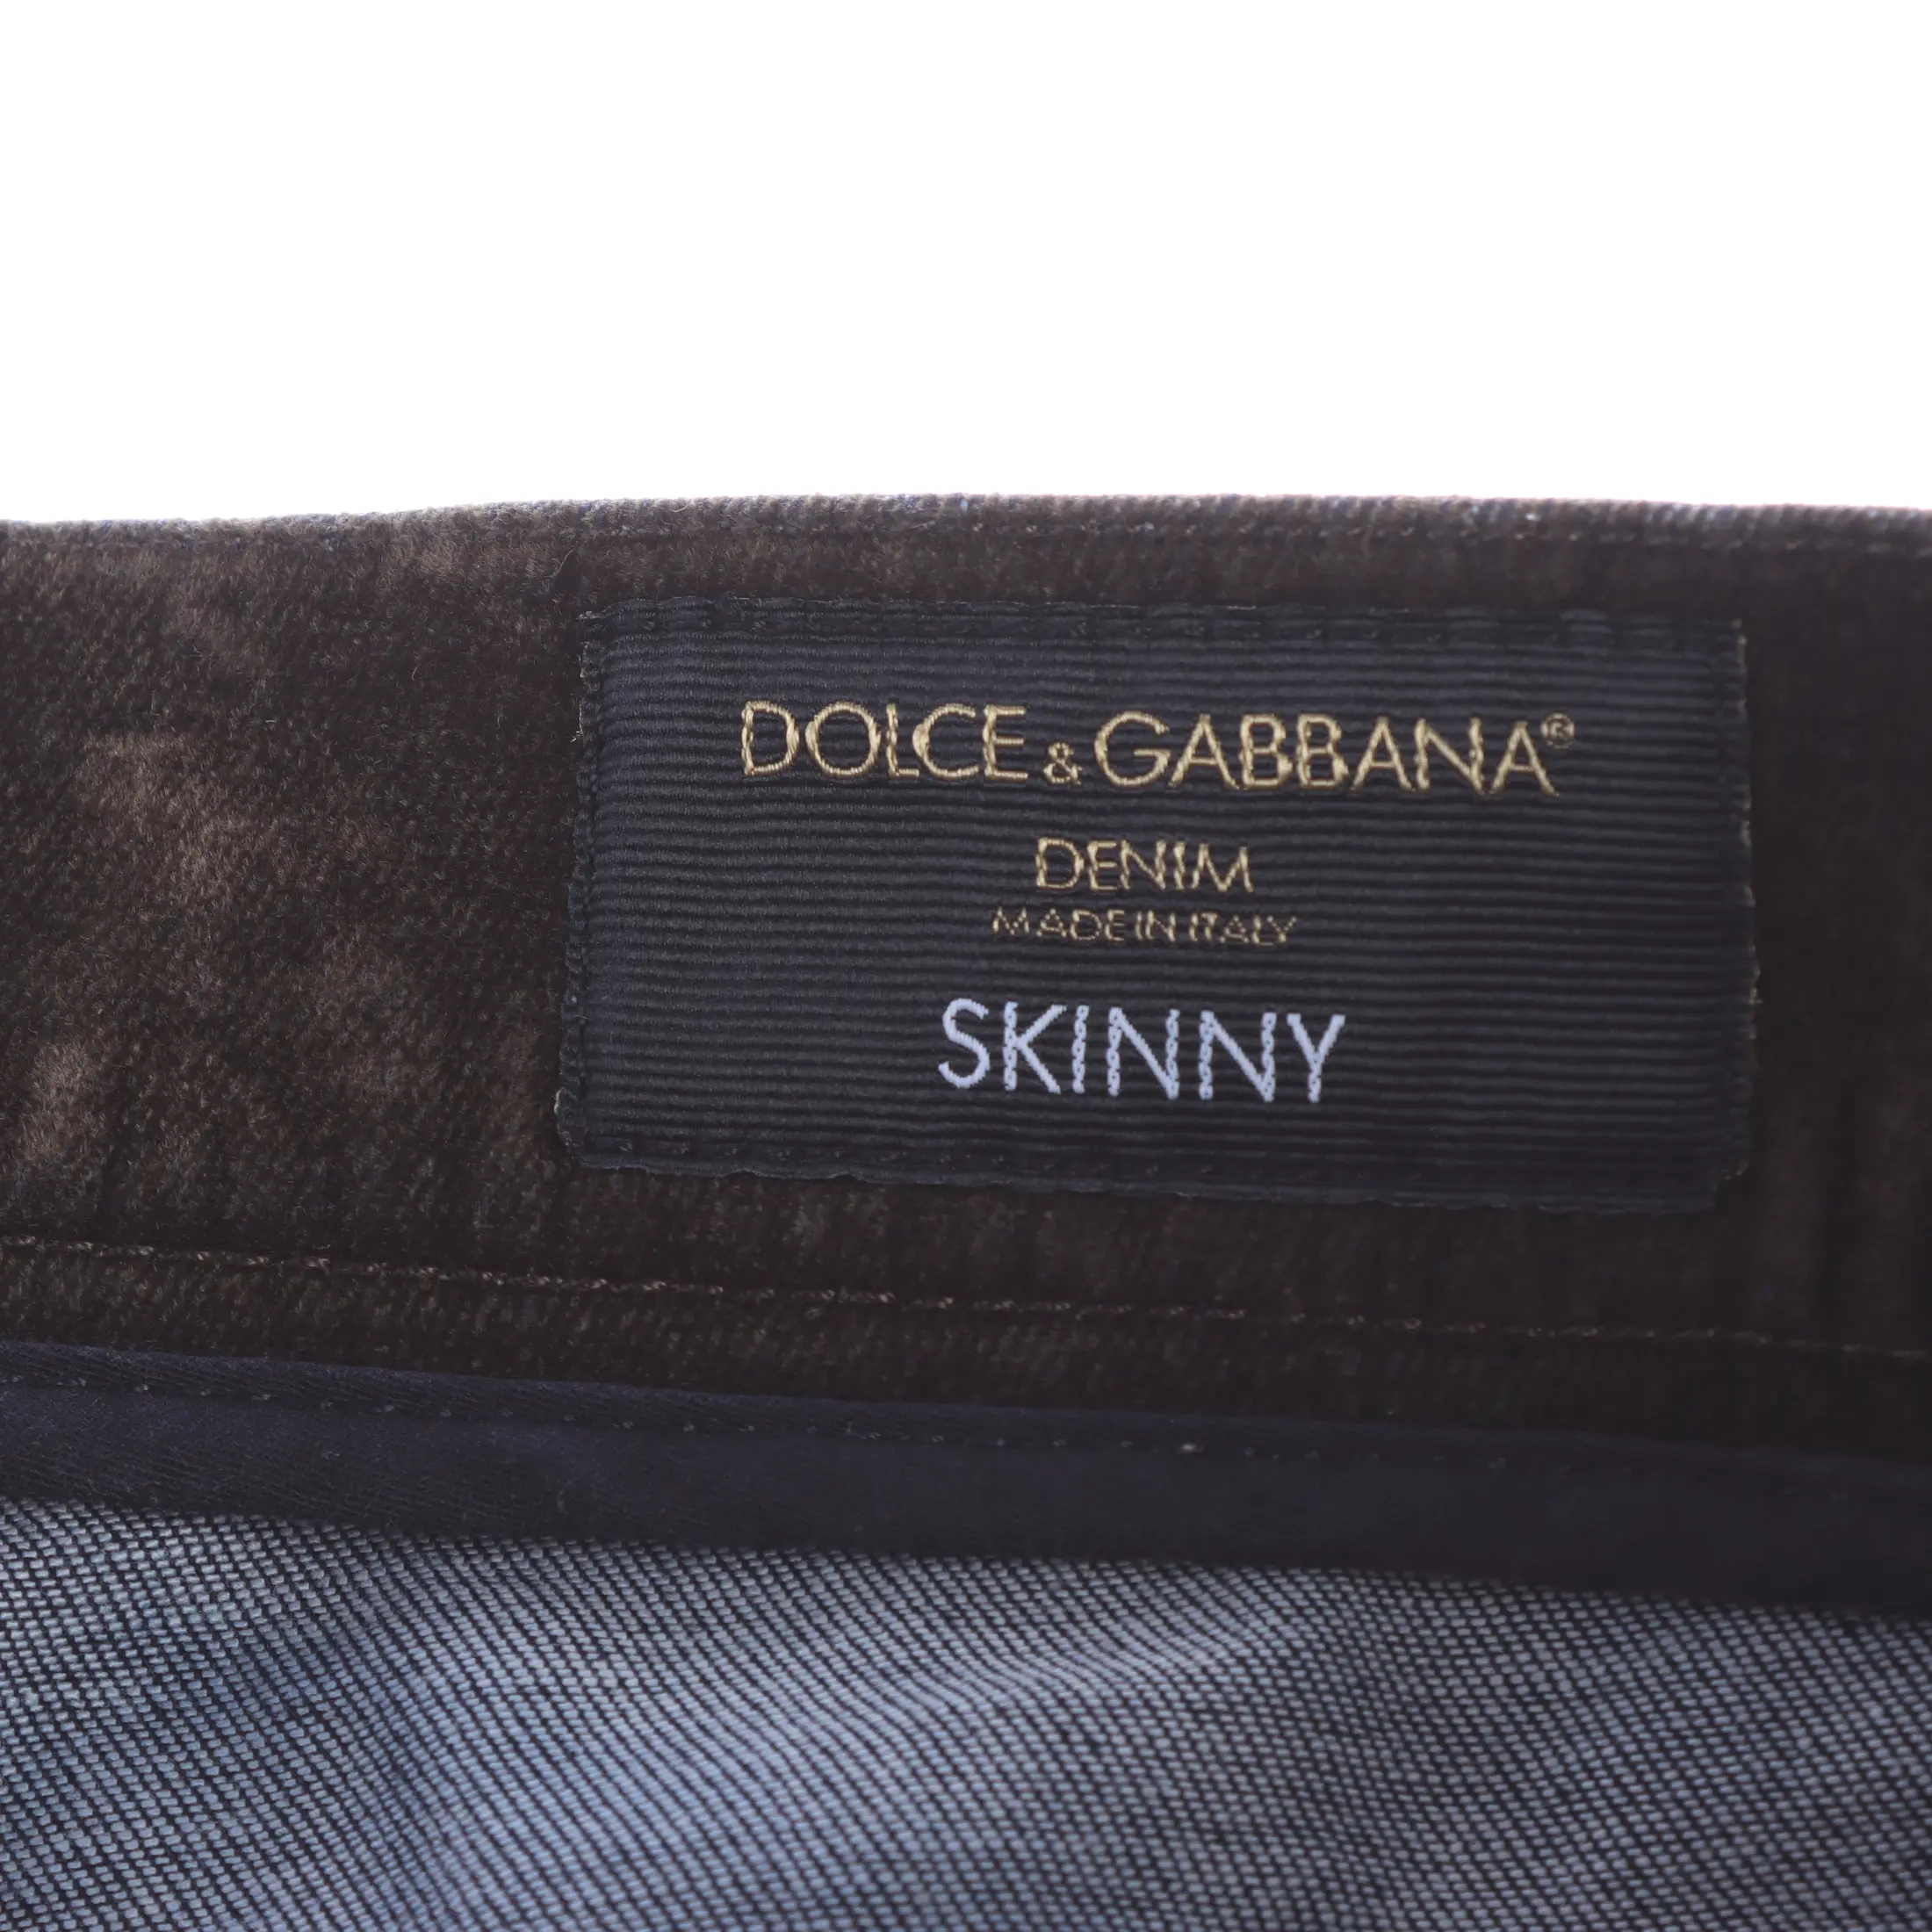 DOLCE & GABBANA®
DENIM
MADE IN ITALY
SKINNY